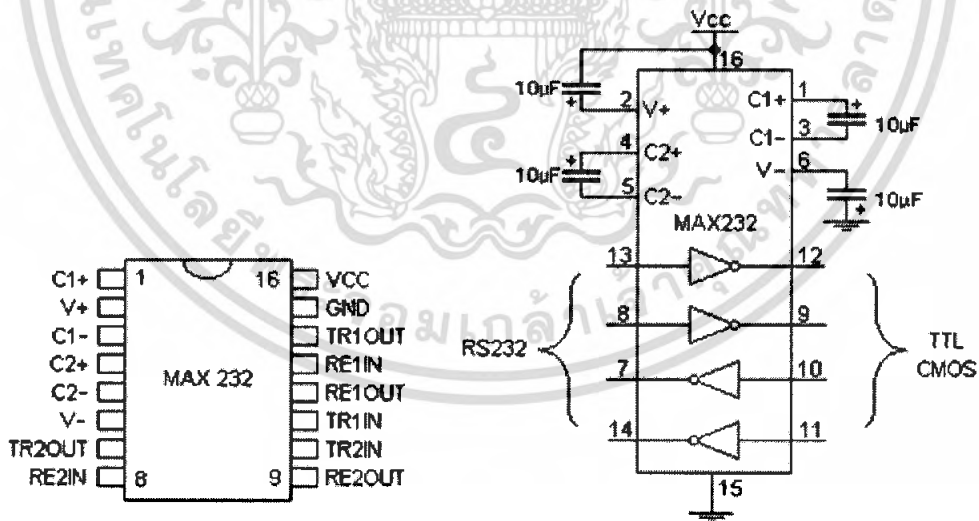 C1+ 1 16 VCC
V+ GND
C1- TR1OUT
C2+ RE1IN
C2- MAX 232 RE1OUT
V- TR1IN
TR2OUT TR2IN
RE2IN 8 9 RE2OUT
Vcc
16
10µF + 2 V+
C1+ 1
+ 10µF
C1- 3
10µF + 4 C2+
5 C2-
V- 6
+ 10µF
MAX232
13 12
8 9
RS232
7 10
TTL
CMOS
14 11
15